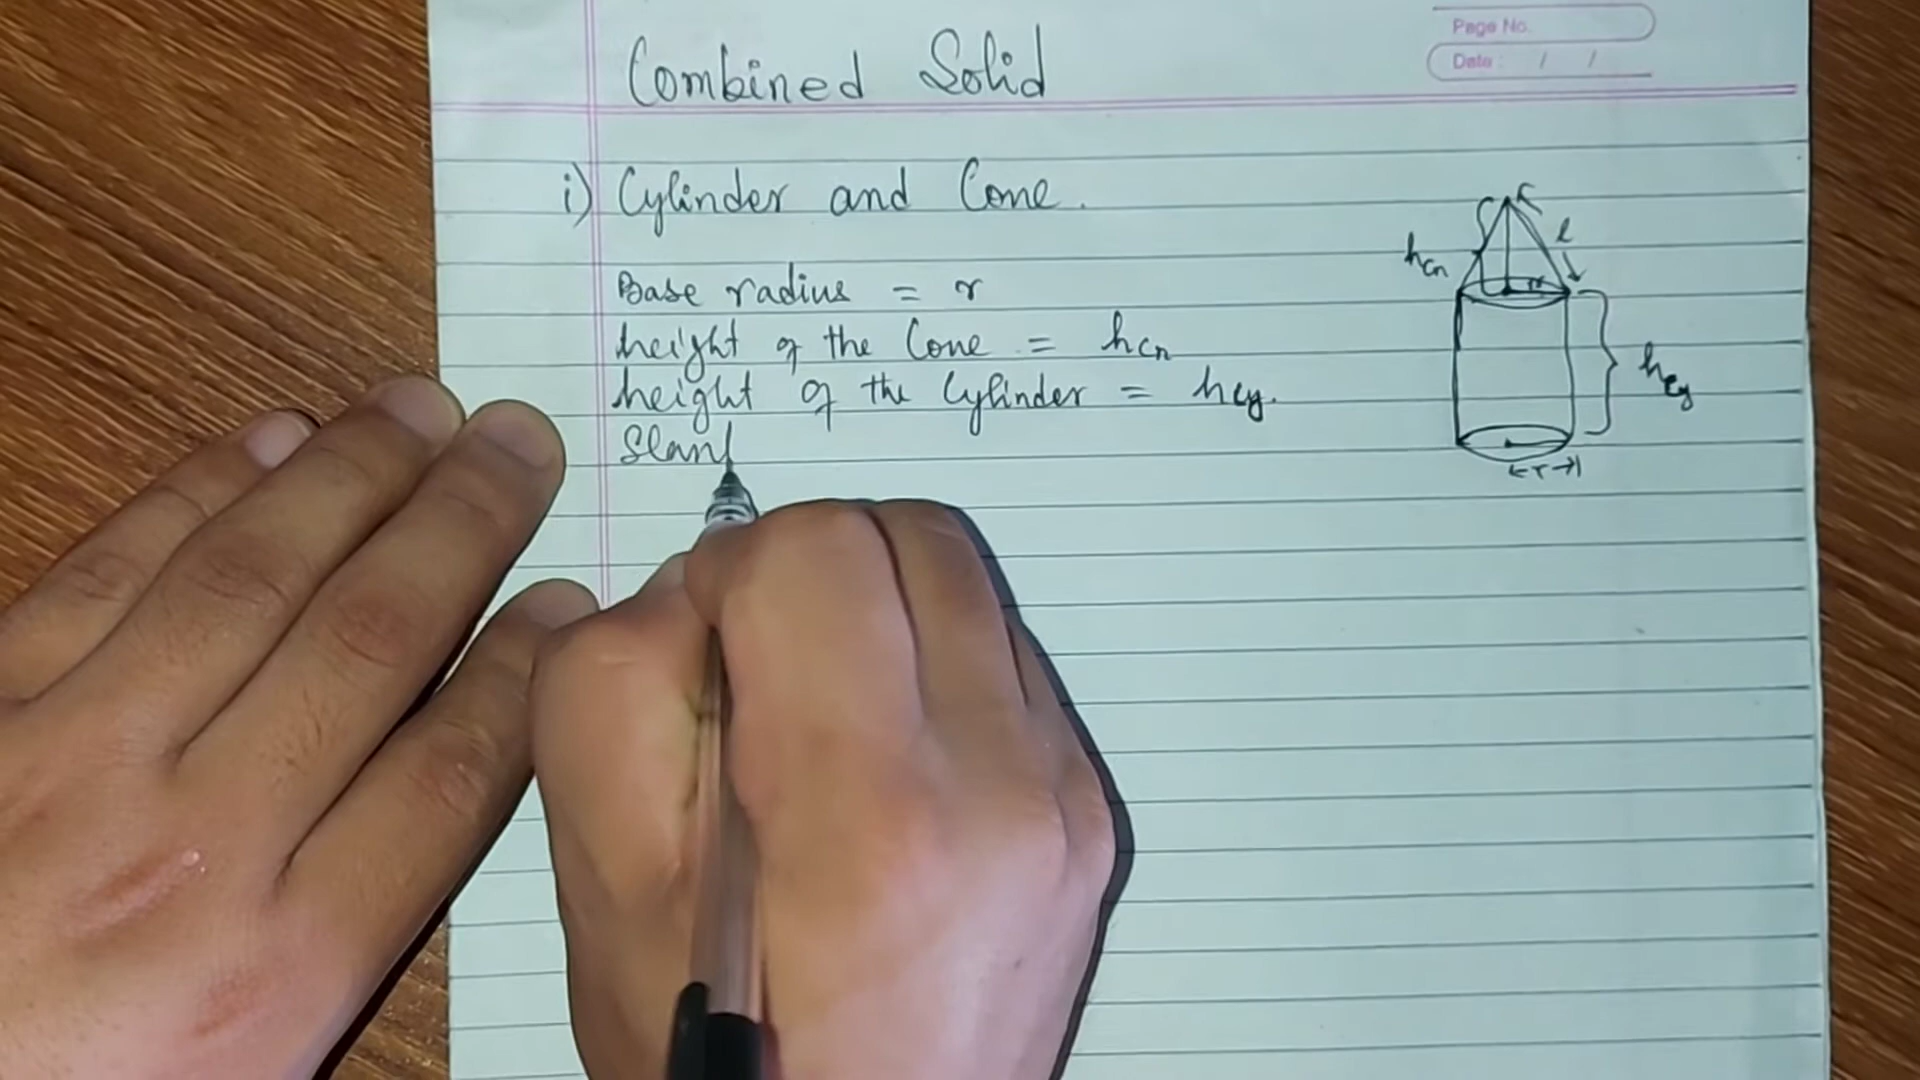 Page No.
Date : / /
Combined Solid
i) Cylinder and Cone.
Base radius = r
height of the Cone = hcn
height of the Cylinder = hcy.
Slant
hcn
l
r
hcy
r